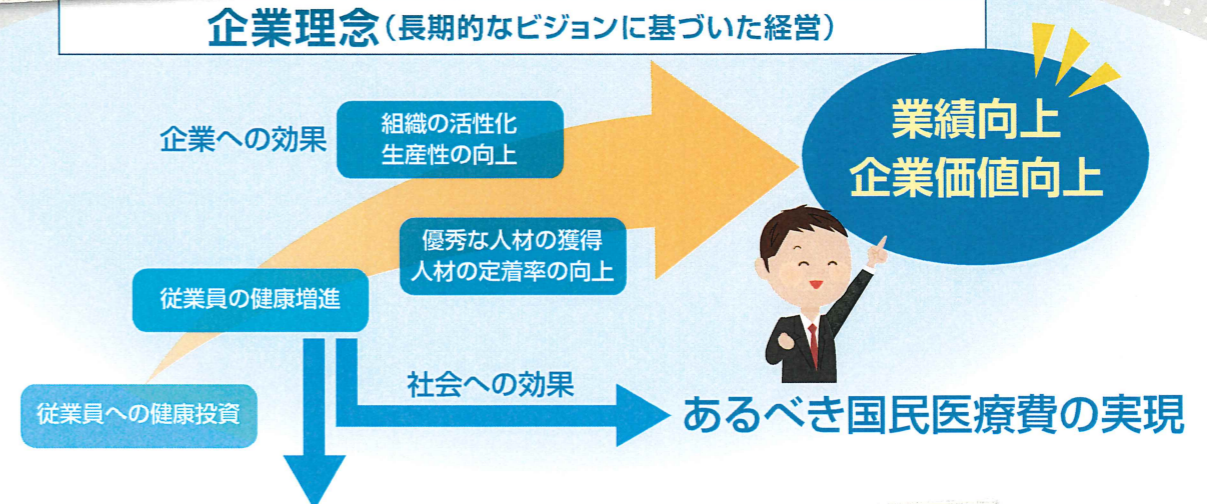 企業理念(長期的なビジョンに基づいた経営)
企業への効果
組織の活性化
生産性の向上
業績向上
企業価値向上
優秀な人材の獲得
人材の定着率の向上
従業員の健康増進
従業員への健康投資
社会への効果
あるべき国民医療費の実現